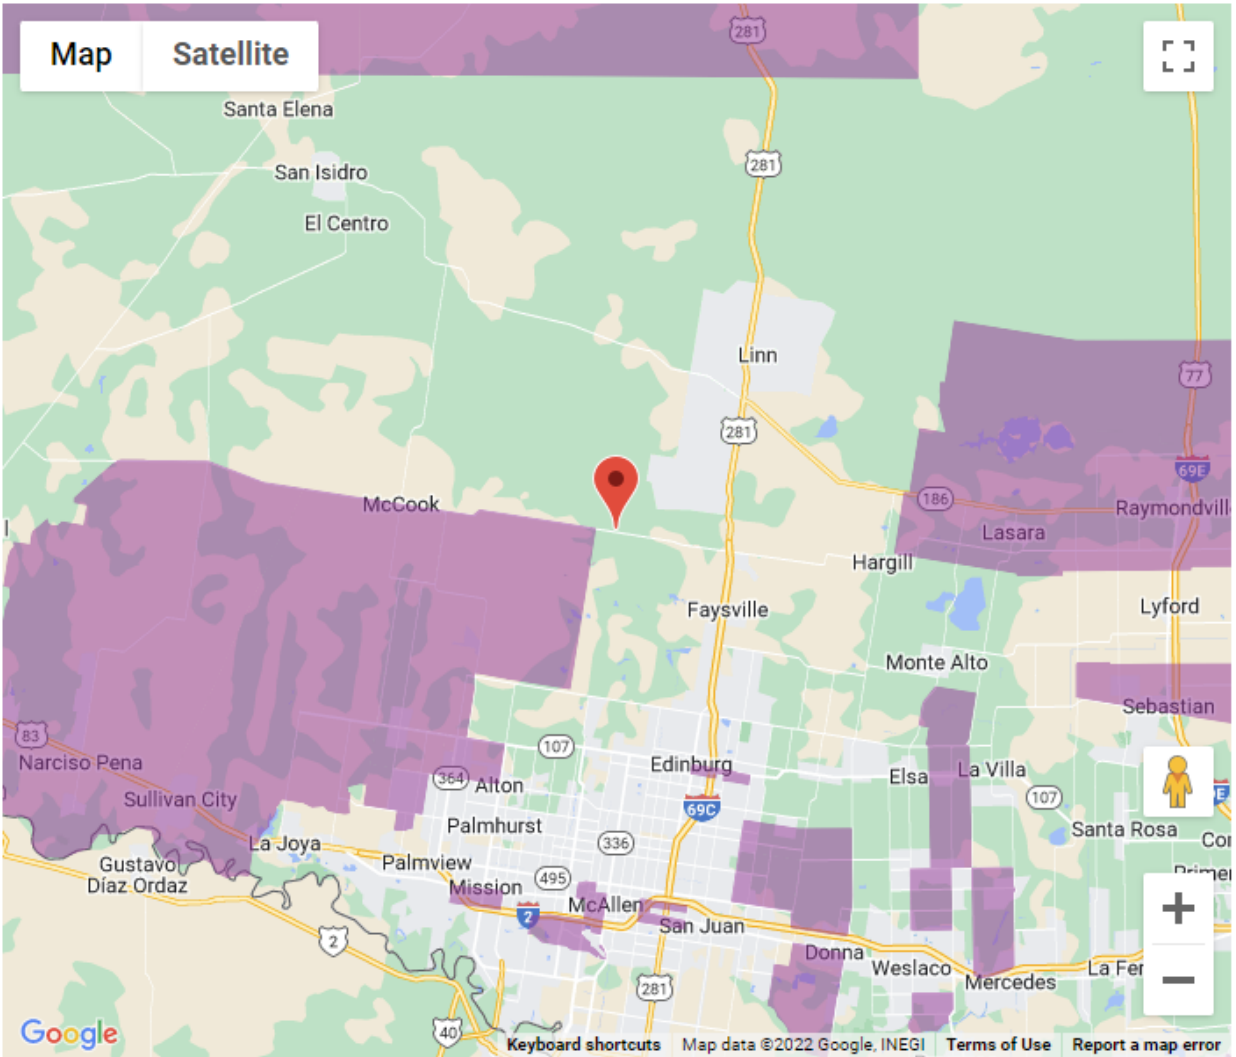 Map
Satellite
281
Santa Elena
San Isidro
281
El Centro
Linn
77
281
69E
McCook
186
Raymondvill
Lasara
Hargill
Faysville
Lyford
Monte Alto
Sebastian
83
107
Narciso Pena
Edinburg
Elsa
La Villa
364
Alton
107
Sullivan City
69C
Palmhurst
Santa Rosa
336
La Joya
Palmview
Gustavo
Díaz Ordaz
495
Mission
McAllen
2
San Juan
2
Donna
Weslaco
La Fer
Mercedes
281
40
Google
Keyboard shortcuts
Map data ©2022 Google, INEGI
Terms of Use
Report a map error